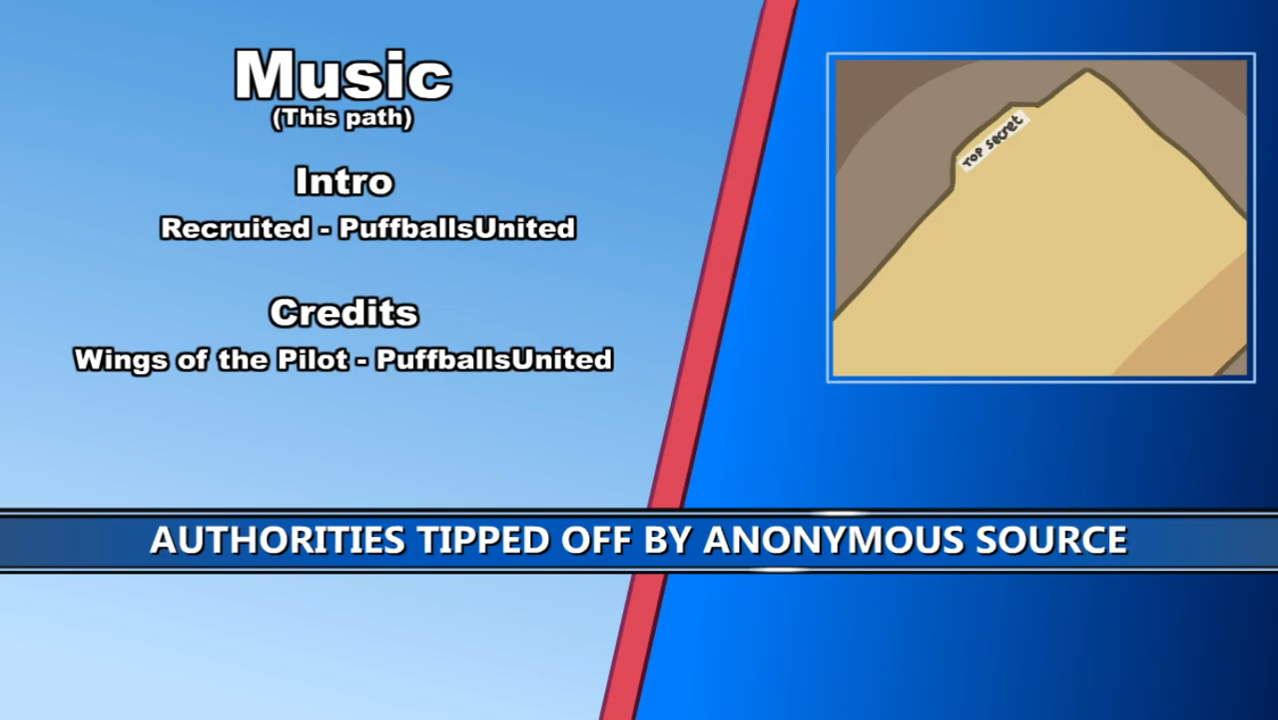 Music
(This path)
Intro
Recruited - PuffballsUnited
Credits
Wings of the Pilot - PuffballsUnited
TOP secret
AUTHORITIES TIPPED OFF BY ANONYMOUS SOURCE